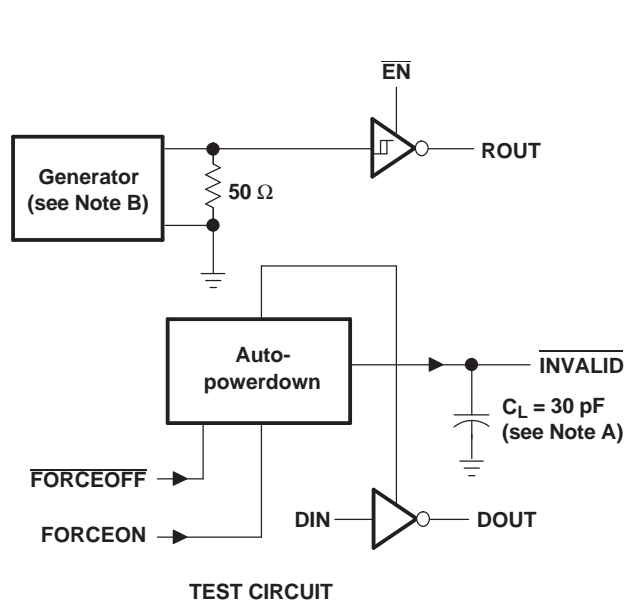 EN
Generator
(see Note B)
50 Ω
ROUT
Auto-
powerdown
INVALID
CL = 30 pF
(see Note A)
FORCEOFF
FORCEON
DIN
DOUT
TEST CIRCUIT